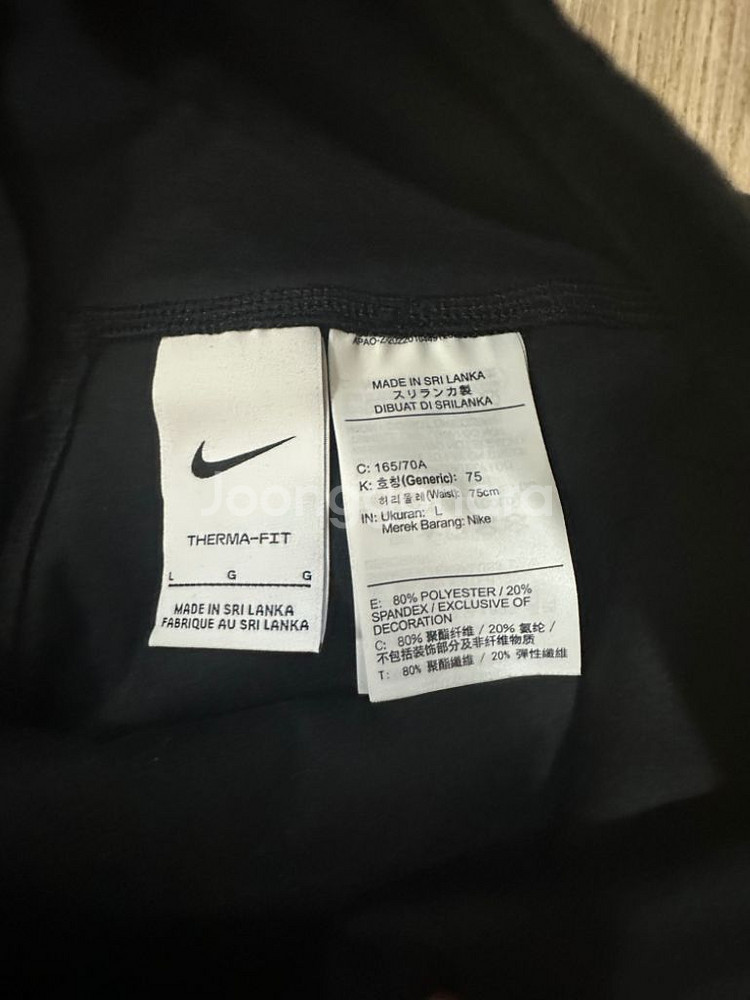 THERMA-FIT
L G G
MADE IN SRI LANKA
FABRIQUE AU SRI LANKA
MADE IN SRI LANKA
スリランカ製
DIBUAT DI SRILANKA
C: 165/70A
K: 호칭(Generic): 75
허리둘레(Waist): 75cm
IN: Ukuran: L
Merek Barang: Nike
E: 80% POLYESTER / 20%
SPANDEX / EXCLUSIVE OF
DECORATION
C: 80% 聚酯纤维 / 20% 氨纶 /
不包括装饰部分及非纤维物质
T: 80% 聚酯纖維 / 20% 彈性纖維